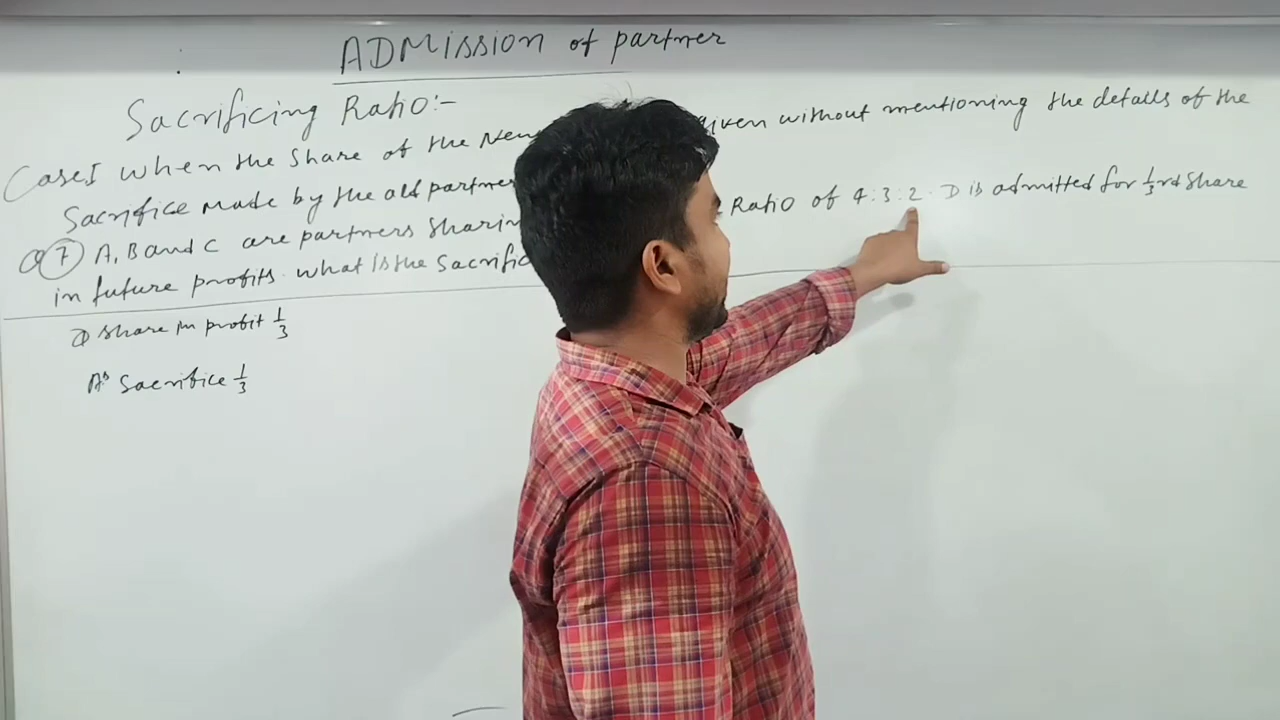 ADMission of partner
Sacrificing Ratio:-
Case I when the share of the New given without mentioning the details of the
Sacrifice made by the old partner
Q 7 A, B and C are partners sharin Ratio of 4:3:2. D is admitted for 1/3rd share
in future profits. what is the Sacrific
D share in profit 1/3
A's Sacrifice 1/3